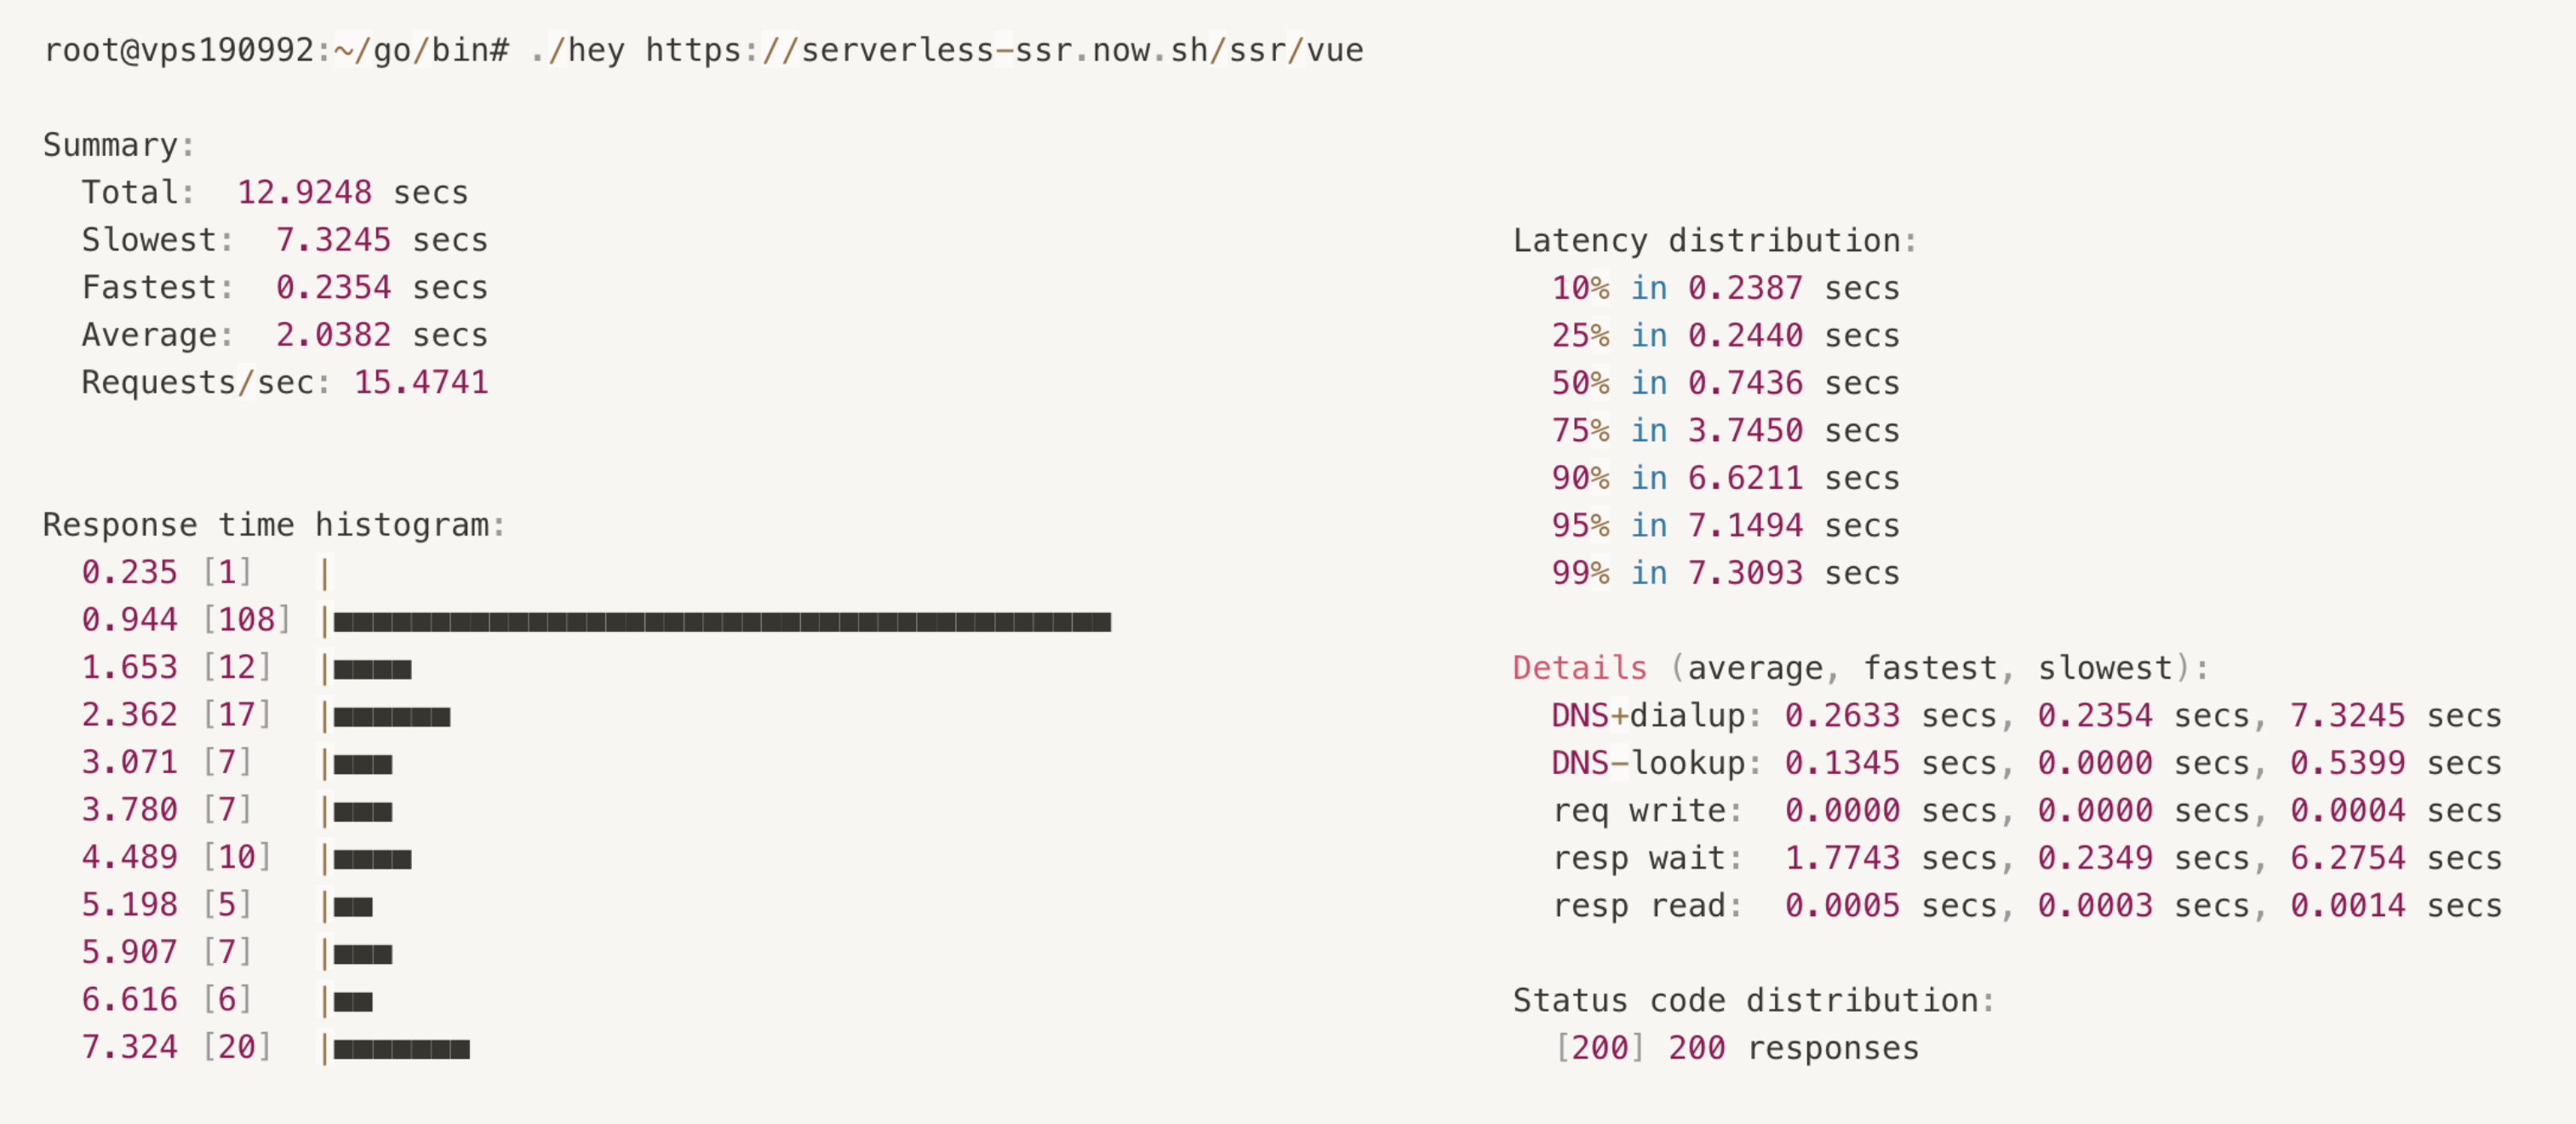 root@vps190992:~/go/bin# ./hey https://serverless-ssr.now.sh/ssr/vue
Summary:
Total: 12.9248 secs
Slowest: 7.3245 secs
Fastest: 0.2354 secs
Average: 2.0382 secs
Requests/sec: 15.4741
Response time histogram:
0.235 [1] |
0.944 [108] |■■■■■■■■■■■■■■■■■■■■■■■■■■■■■■■■■■■■■■■■
1.653 [12] |■■■■
2.362 [17] |■■■■■■
3.071 [7] |■■■
3.780 [7] |■■■
4.489 [10] |■■■■
5.198 [5] |■■
5.907 [7] |■■■
6.616 [6] |■■
7.324 [20] |■■■■■■■
Latency distribution:
10% in 0.2387 secs
25% in 0.2440 secs
50% in 0.7436 secs
75% in 3.7450 secs
90% in 6.6211 secs
95% in 7.1494 secs
99% in 7.3093 secs
Details (average, fastest, slowest):
DNS+dialup: 0.2633 secs, 0.2354 secs, 7.3245 secs
DNS-lookup: 0.1345 secs, 0.0000 secs, 0.5399 secs
req write: 0.0000 secs, 0.0000 secs, 0.0004 secs
resp wait: 1.7743 secs, 0.2349 secs, 6.2754 secs
resp read: 0.0005 secs, 0.0003 secs, 0.0014 secs
Status code distribution:
[200] 200 responses